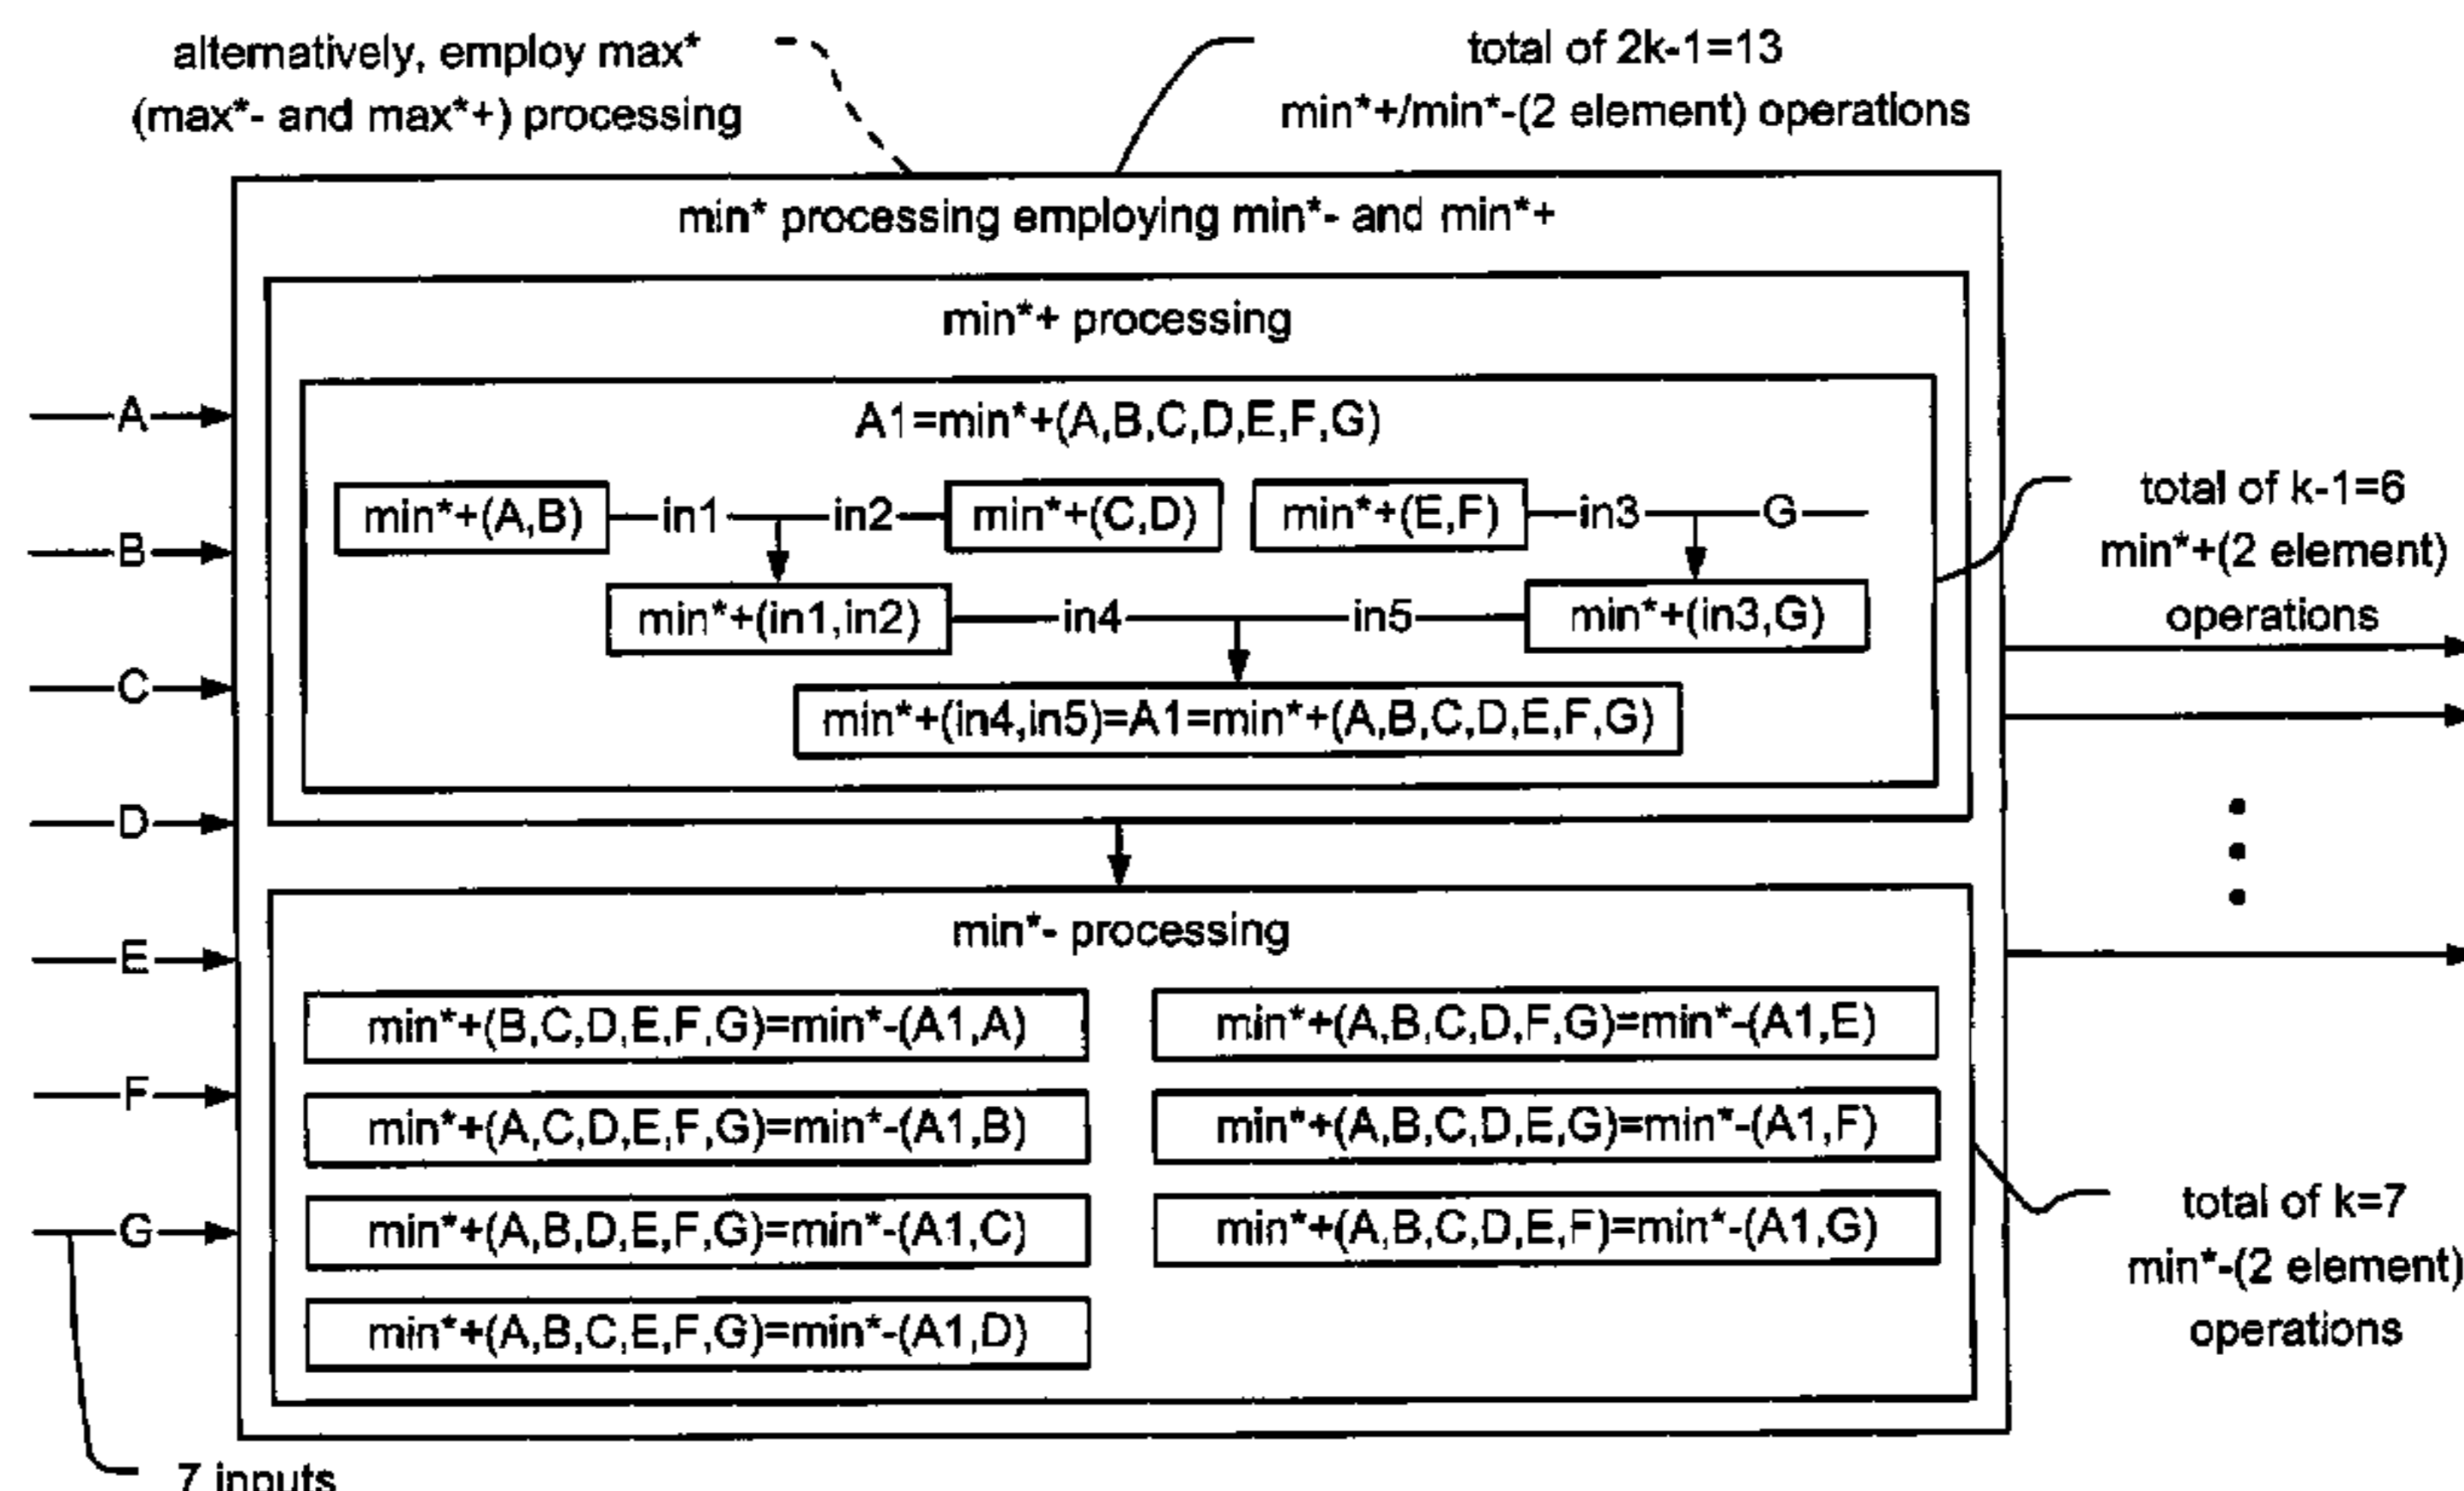 alternatively, employ max*
(max*- and max*+) processing
total of 2k-1=13
min*+/min*-(2 element) operations
min* processing employing min*- and min*+
min*+ processing
A1=min*+(A,B,C,D,E,F,G)
min*+(A,B)
in1
in2
min*+(C,D)
min*+(E,F)
in3
G
min*+(in1,in2)
in4
in5
min*+(in3,G)
min*+(in4,in5)=A1=min*+(A,B,C,D,E,F,G)
total of k-1=6
min*+(2 element)
operations
A
B
C
D
E
F
G
min*- processing
min*+(B,C,D,E,F,G)=min*-(A1,A)
min*+(A,C,D,E,F,G)=min*-(A1,B)
min*+(A,B,D,E,F,G)=min*-(A1,C)
min*+(A,B,C,E,F,G)=min*-(A1,D)
min*+(A,B,C,D,F,G)=min*-(A1,E)
min*+(A,B,C,D,E,G)=min*-(A1,F)
min*+(A,B,C,D,E,F)=min*-(A1,G)
total of k=7
min*-(2 element)
operations
7 inputs